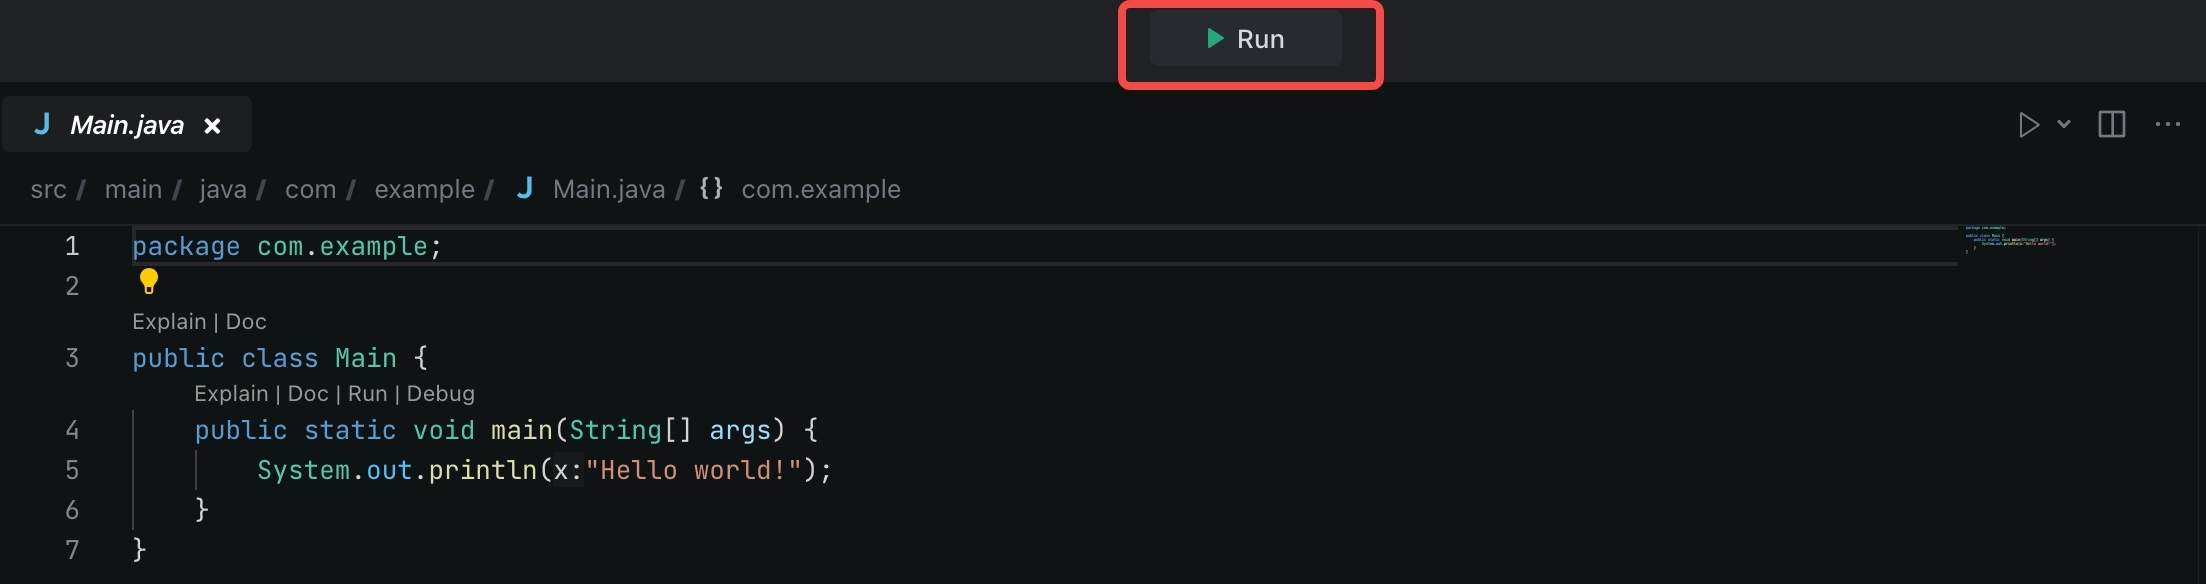 Run
J Main.java
src / main / java / com / example / J Main.java / {} com.example
1 package com.example;
2
Explain | Doc
3 public class Main {
Explain | Doc | Run | Debug
4 public static void main(String[] args) {
5 System.out.println(x:"Hello world!");
6 }
7 }